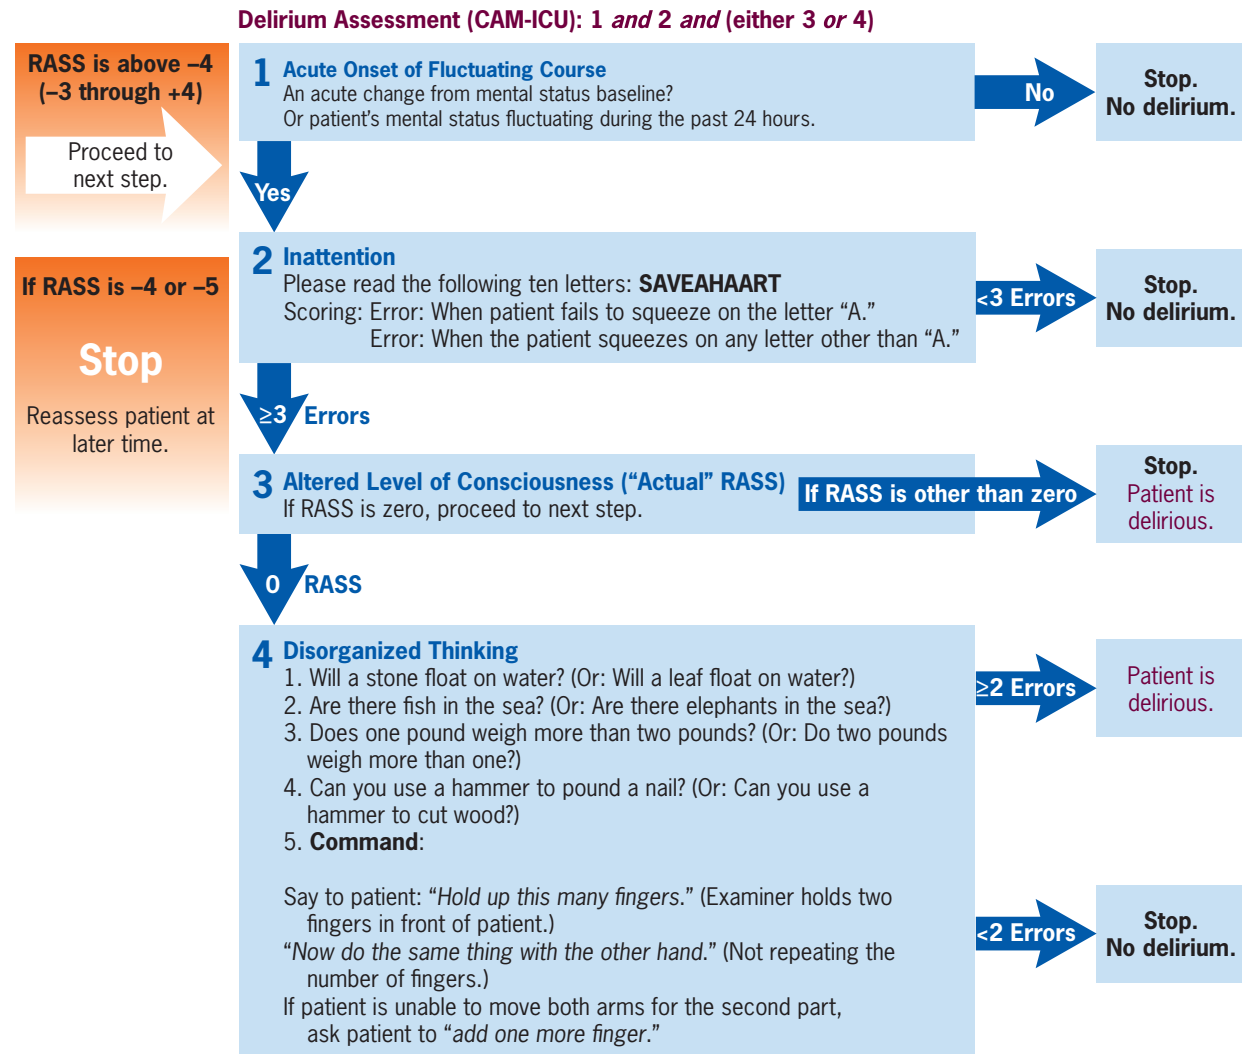 Delirium Assessment (CAM-ICU): 1 and 2 and (either 3 or 4)
RASS is above –4
(–3 through +4)
Proceed to
next step.
1 Acute Onset of Fluctuating Course
An acute change from mental status baseline?
Or patient’s mental status fluctuating during the past 24 hours.
No
Stop.
No delirium.
Yes
If RASS is –4 or –5
Stop
Reassess patient at
later time.
2 Inattention
Please read the following ten letters: SAVEAHAART
Scoring: Error: When patient fails to squeeze on the letter “A.”
Error: When the patient squeezes on any letter other than “A.”
<3 Errors
Stop.
No delirium.
≥3 Errors
3 Altered Level of Consciousness (“Actual” RASS)
If RASS is zero, proceed to next step.
If RASS is other than zero
Stop.
Patient is
delirious.
0 RASS
4 Disorganized Thinking
1. Will a stone float on water? (Or: Will a leaf float on water?)
2. Are there fish in the sea? (Or: Are there elephants in the sea?)
3. Does one pound weigh more than two pounds? (Or: Do two pounds
weigh more than one?)
4. Can you use a hammer to pound a nail? (Or: Can you use a
hammer to cut wood?)
5. Command:
Say to patient: “Hold up this many fingers.” (Examiner holds two
fingers in front of patient.)
“Now do the same thing with the other hand.” (Not repeating the
number of fingers.)
If patient is unable to move both arms for the second part,
ask patient to “add one more finger.”
≥2 Errors
Patient is
delirious.
<2 Errors
Stop.
No delirium.